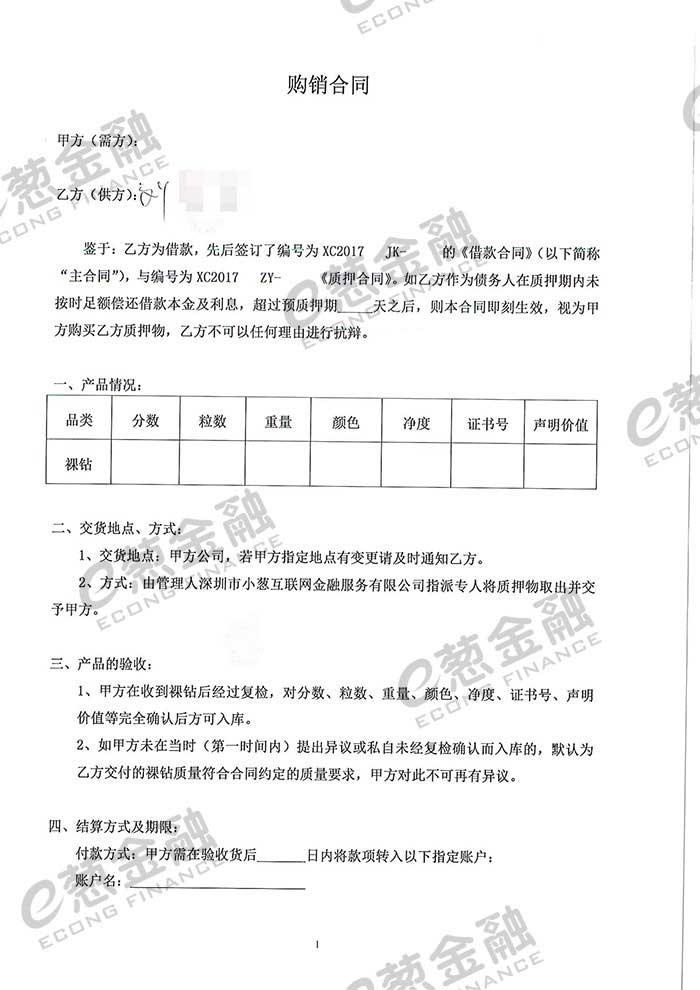 购销合同
甲方（需方）：
乙方（供方）：
鉴于：乙方为借款，先后签订了编号为 XC2017 JK- 的《借款合同》（以下简称
“主合同”），与编号为 XC2017 ZY- 《质押合同》。如乙方作为债务人在质押期内未
按时足额偿还借款本金及利息，超过预质押期____天之后，则本合同即刻生效，视为甲
方购买乙方质押物，乙方不可以任何理由进行抗辩。
一、产品情况：
品类 分数 粒数 重量 颜色 净度 证书号 声明价值
裸钻
二、交货地点、方式：
1、交货地点：甲方公司，若甲方指定地点有变更请及时通知乙方。
2、方式：由管理人深圳市小葱互联网金融服务有限公司指派专人将质押物取出并交
予甲方。
三、产品的验收：
1、甲方在收到裸钻后经过复检，对分数、粒数、重量、颜色、净度、证书号、声明
价值等完全确认后方可入库。
2、如甲方未在当时（第一时间内）提出异议或私自未经复检确认而入库的，默认为
乙方交付的裸钻质量符合合同约定的质量要求，甲方对此不可再有异议。
四、结算方式及期限：
付款方式：甲方需在验收货后______日内将款项转入以下指定账户：
账户名：______________
1
e葱金融
ECONG FINANCE